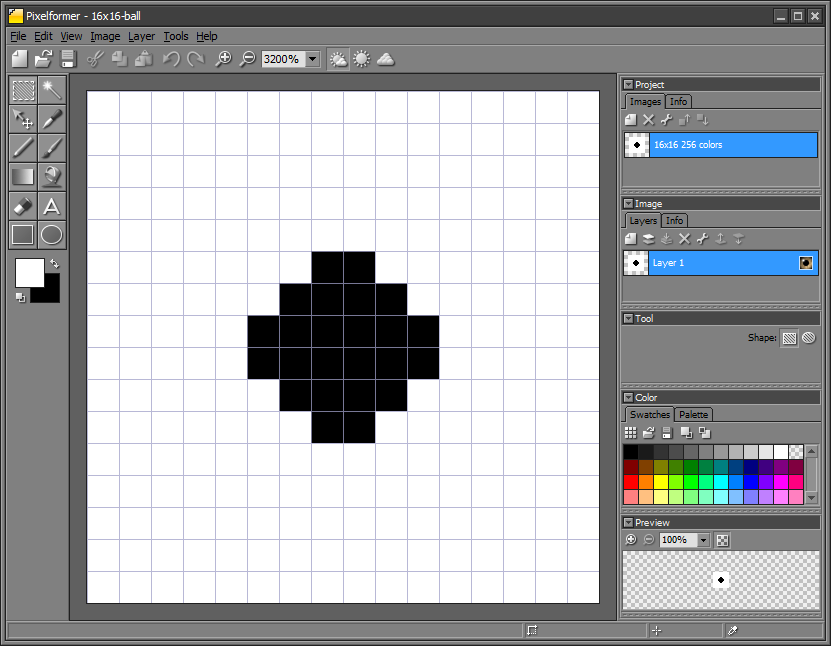 Pixelformer - 16x16-ball
File Edit View Image Layer Tools Help
3200%
Project
Images Info
16x16 256 colors
Image
Layers Info
Layer 1
Tool
Shape:
Color
Swatches Palette
Preview
100%